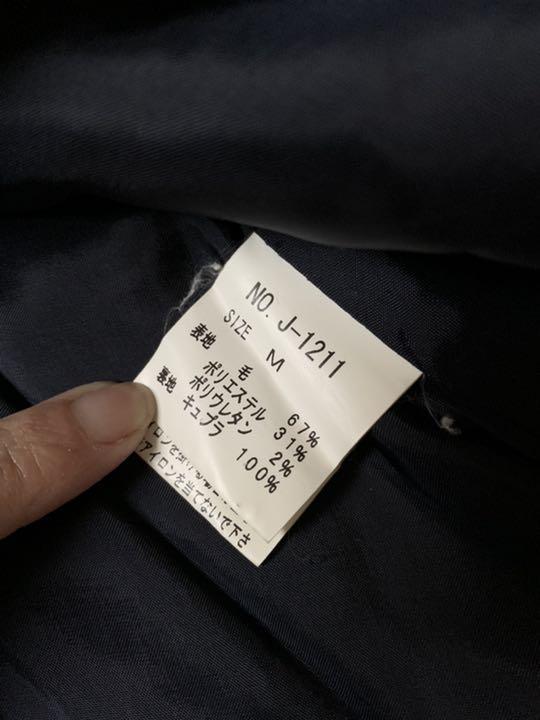 NO. J-1211
SIZE M
表地
毛 67%
ポリエステル 31%
ポリウレタン 2%
裏地 キュプラ 100%
アイロンを当てないで下さ